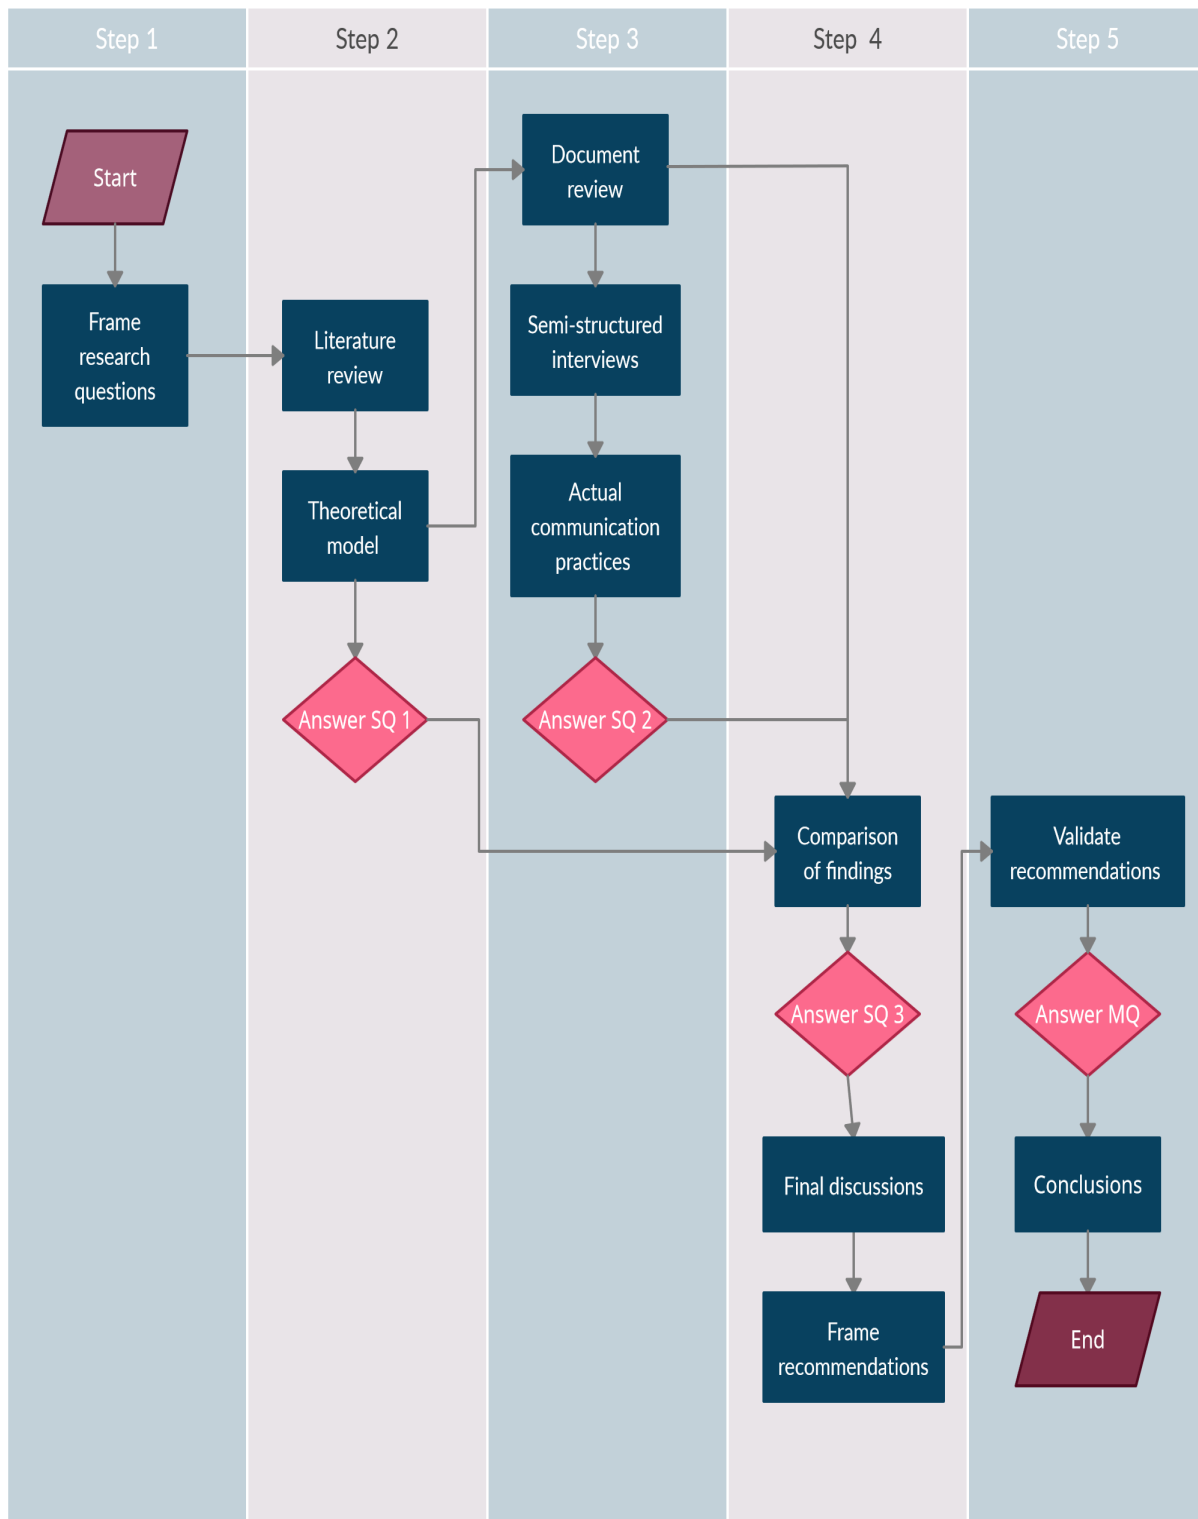 Step 1
Step 2
Step 3
Step 4
Step 5
Start
Frame
research
questions
Literature
review
Theoretical
model
Answer SQ 1
Document
review
Semi-structured
interviews
Actual
communication
practices
Answer SQ 2
Comparison
of findings
Answer SQ 3
Final discussions
Frame
recommendations
Validate
recommendations
Answer MQ
Conclusions
End